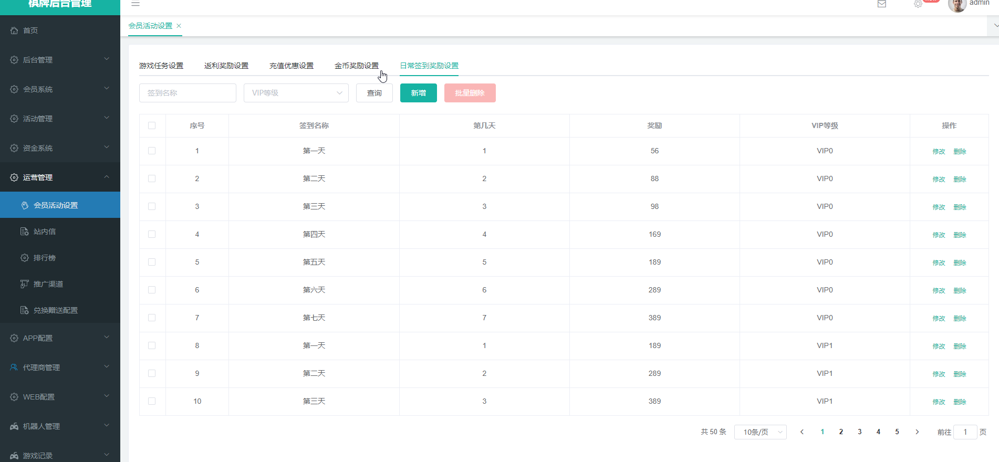 棋牌后台管理
admin
会员活动设置
首页
后台管理
会员系统
活动管理
资金系统
运营管理
会员活动设置
站内信
排行榜
推广渠道
兑换赠送配置
APP配置
代理商管理
WEB配置
机器人管理
游戏记录
游戏任务设置 返利奖励设置 充值优惠设置 金币奖励设置 日常签到奖励设置
签到名称 VIP等级 查询 新增 批量删除
序号 签到名称 第几天 奖励 VIP等级 操作
1 第一天 1 56 VIP0 修改 删除
2 第二天 2 88 VIP0 修改 删除
3 第三天 3 98 VIP0 修改 删除
4 第四天 4 169 VIP0 修改 删除
5 第五天 5 189 VIP0 修改 删除
6 第六天 6 289 VIP0 修改 删除
7 第七天 7 389 VIP0 修改 删除
8 第一天 1 189 VIP1 修改 删除
9 第二天 2 289 VIP1 修改 删除
10 第三天 3 389 VIP1 修改 删除
共 50 条 10条/页 1 2 3 4 5 前往 1 页